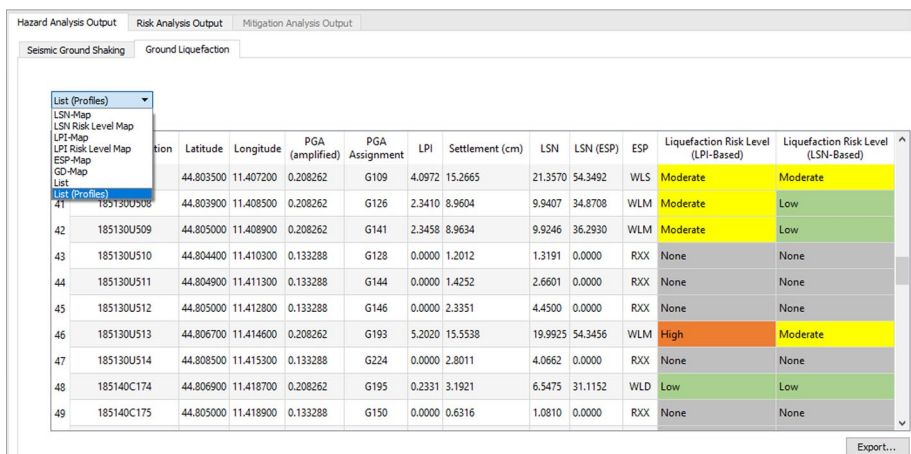 Hazard Analysis Output Risk Analysis Output Mitigation Analysis Output
Seismic Ground Shaking Ground Liquefaction
List (Profiles)
LSN-Map
LSN Risk Level Map
LPI-Map
LPI Risk Level Map
ESP-Map
GD-Map
List
List (Profiles)
tion Latitude Longitude PGA (amplified) PGA Assignment LPI Settlement (cm) LSN LSN (ESP) ESP Liquefaction Risk Level (LPI-Based) Liquefaction Risk Level (LSN-Based)
44.803500 11.407200 0.208262 G109 4.0972 15.2665 21.3570 54.3492 WLS Moderate Moderate
41 185130U508 44.803900 11.408500 0.208262 G126 2.3410 8.9604 9.9407 34.8708 WLM Moderate Low
42 185130U509 44.805000 11.408900 0.208262 G141 2.3458 8.9634 9.9246 36.2930 WLM Moderate Low
43 185130U510 44.804400 11.410300 0.133288 G128 0.0000 1.2012 1.3191 0.0000 RXX None None
44 185130U511 44.804900 11.411300 0.133288 G144 0.0000 1.4252 2.6601 0.0000 RXX None None
45 185130U512 44.805000 11.412800 0.133288 G146 0.0000 2.3351 4.4500 0.0000 RXX None None
46 185130U513 44.806700 11.414600 0.208262 G193 5.2020 15.5538 19.9925 54.3456 WLM High Moderate
47 185130U514 44.808500 11.415300 0.133288 G224 0.0000 2.8011 4.0662 0.0000 RXX None None
48 185140C174 44.806900 11.418700 0.208262 G195 0.2331 3.1921 6.5475 31.1152 WLD Low Low
49 185140C175 44.805000 11.418900 0.133288 G150 0.0000 0.6316 1.0810 0.0000 RXX None None
Export...